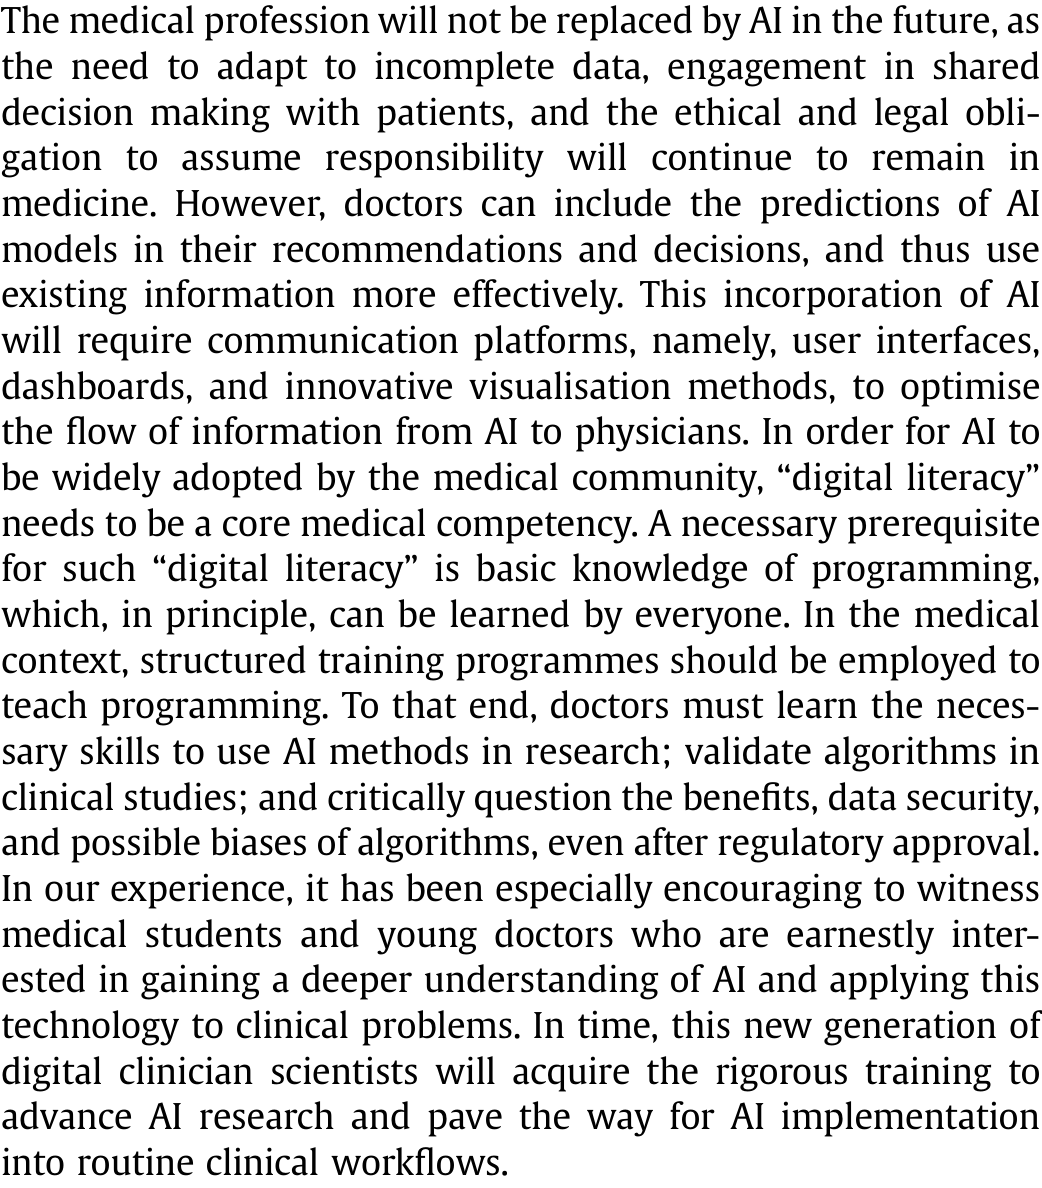 The medical profession will not be replaced by AI in the future, as
the need to adapt to incomplete data, engagement in shared
decision making with patients, and the ethical and legal obli-
gation to assume responsibility will continue to remain in
medicine. However, doctors can include the predictions of AI
models in their recommendations and decisions, and thus use
existing information more effectively. This incorporation of AI
will require communication platforms, namely, user interfaces,
dashboards, and innovative visualisation methods, to optimise
the flow of information from AI to physicians. In order for AI to
be widely adopted by the medical community, “digital literacy”
needs to be a core medical competency. A necessary prerequisite
for such “digital literacy” is basic knowledge of programming,
which, in principle, can be learned by everyone. In the medical
context, structured training programmes should be employed to
teach programming. To that end, doctors must learn the neces-
sary skills to use AI methods in research; validate algorithms in
clinical studies; and critically question the benefits, data security,
and possible biases of algorithms, even after regulatory approval.
In our experience, it has been especially encouraging to witness
medical students and young doctors who are earnestly inter-
ested in gaining a deeper understanding of AI and applying this
technology to clinical problems. In time, this new generation of
digital clinician scientists will acquire the rigorous training to
advance AI research and pave the way for AI implementation
into routine clinical workflows.